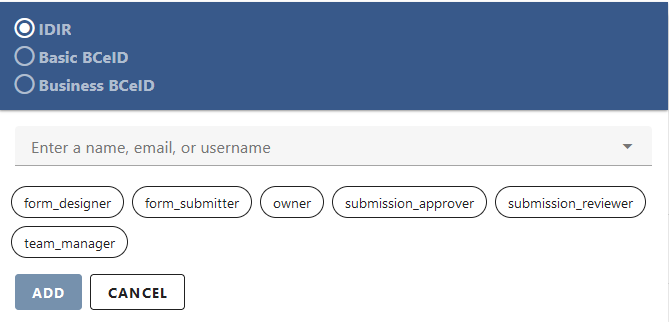 IDIR
Basic BCeID
Business BCeID
Enter a name, email, or username
form_designer form_submitter owner submission_approver submission_reviewer
team_manager
ADD CANCEL